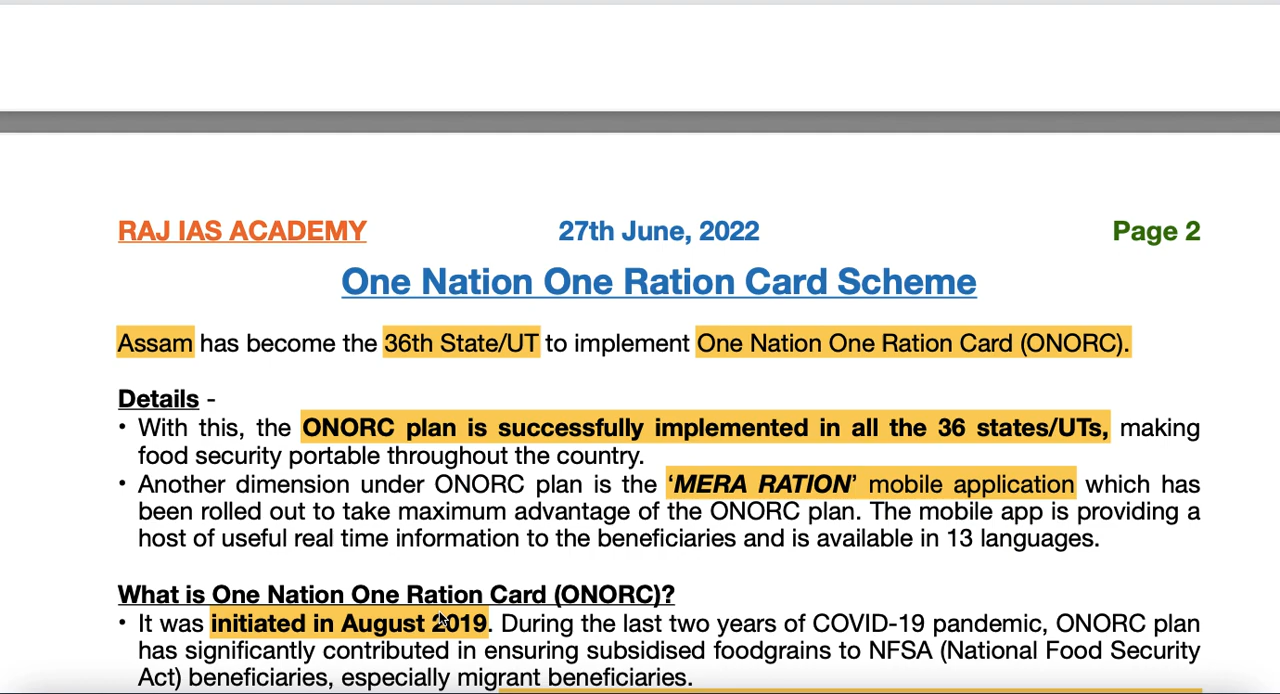 RAJ IAS ACADEMY 27th June, 2022 Page 2
One Nation One Ration Card Scheme
Assam has become the 36th State/UT to implement One Nation One Ration Card (ONORC).
Details -
• With this, the ONORC plan is successfully implemented in all the 36 states/UTs, making
food security portable throughout the country.
• Another dimension under ONORC plan is the ‘MERA RATION’ mobile application which has
been rolled out to take maximum advantage of the ONORC plan. The mobile app is providing a
host of useful real time information to the beneficiaries and is available in 13 languages.
What is One Nation One Ration Card (ONORC)?
• It was initiated in August 2019. During the last two years of COVID-19 pandemic, ONORC plan
has significantly contributed in ensuring subsidised foodgrains to NFSA (National Food Security
Act) beneficiaries, especially migrant beneficiaries.